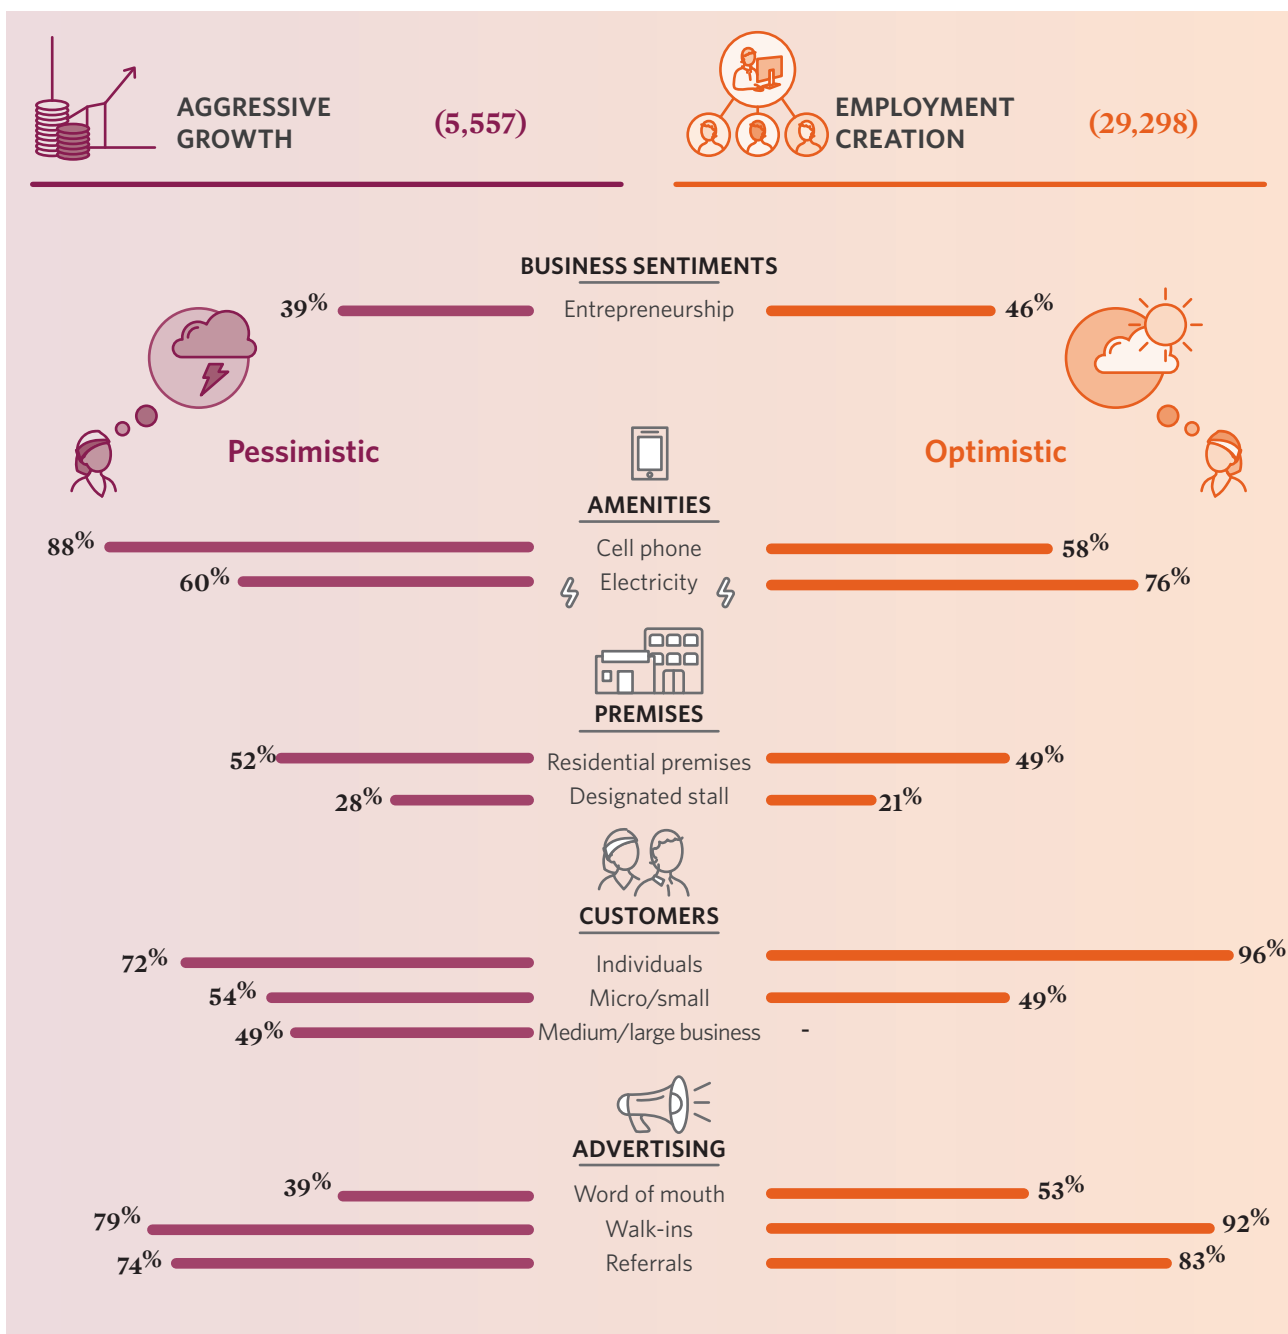 AGGRESSIVE
GROWTH
(5,557)
EMPLOYMENT
CREATION
(29,298)
BUSINESS SENTIMENTS
39% Entrepreneurship 46%
Pessimistic
Optimistic
AMENITIES
88% Cell phone 58%
60% Electricity 76%
PREMISES
52% Residential premises 49%
28% Designated stall 21%
CUSTOMERS
72% Individuals 96%
54% Micro/small 49%
49% Medium/large business -
ADVERTISING
39% Word of mouth 53%
79% Walk-ins 92%
74% Referrals 83%